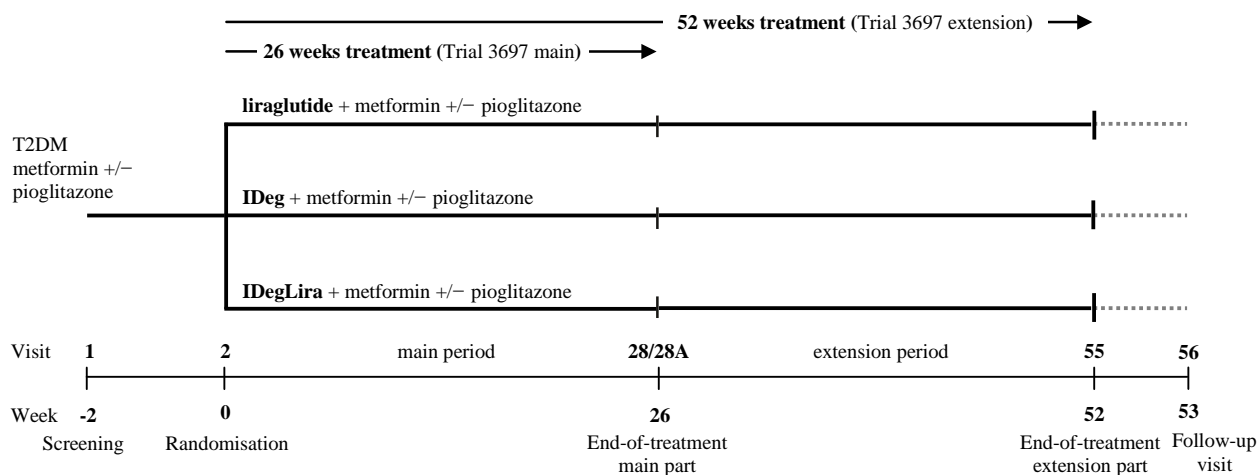 52 weeks treatment (Trial 3697 extension)
26 weeks treatment (Trial 3697 main)
liraglutide + metformin +/− pioglitazone
T2DM
metformin +/−
pioglitazone
IDeg + metformin +/− pioglitazone
IDegLira + metformin +/− pioglitazone
Visit 1 2 main period 28/28A extension period 55 56
Week -2 0 26 52 53
Screening Randomisation End-of-treatment End-of-treatment Follow-up
main part extension part visit